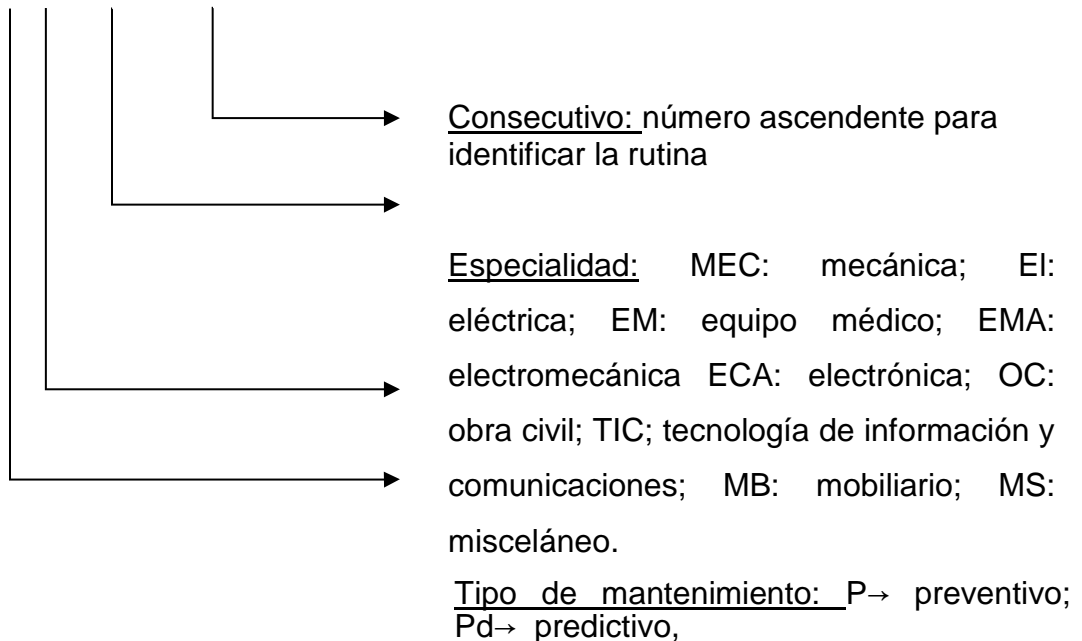 Consecutivo: número ascendente para
identificar la rutina
Especialidad: MEC: mecánica; El:
eléctrica; EM: equipo médico; EMA:
electromecánica ECA: electrónica; OC:
obra civil; TIC; tecnología de información y
comunicaciones; MB: mobiliario; MS:
misceláneo.
Tipo de mantenimiento: P→ preventivo;
Pd→ predictivo,